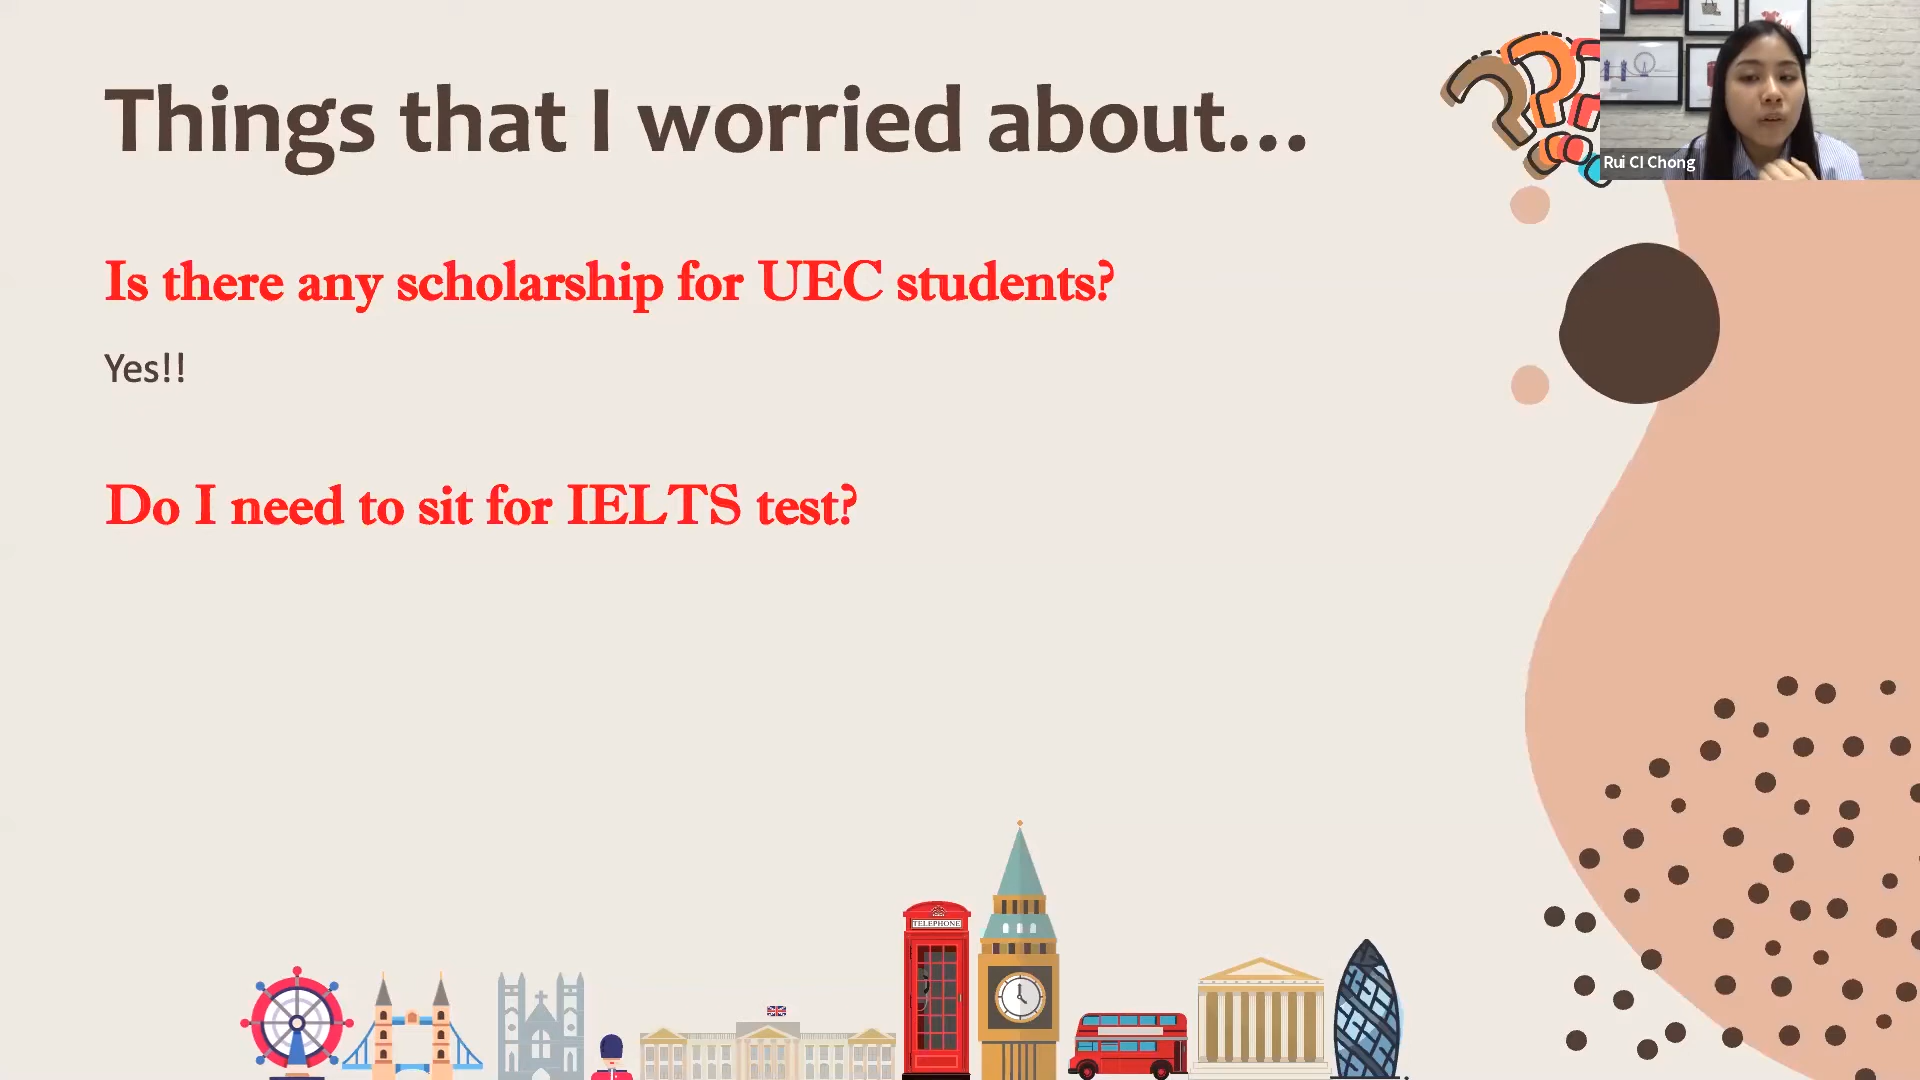 Things that I worried about...
Rui CI Chong
Is there any scholarship for UEC students?
Yes!!
Do I need to sit for IELTS test?
TELEPHONE